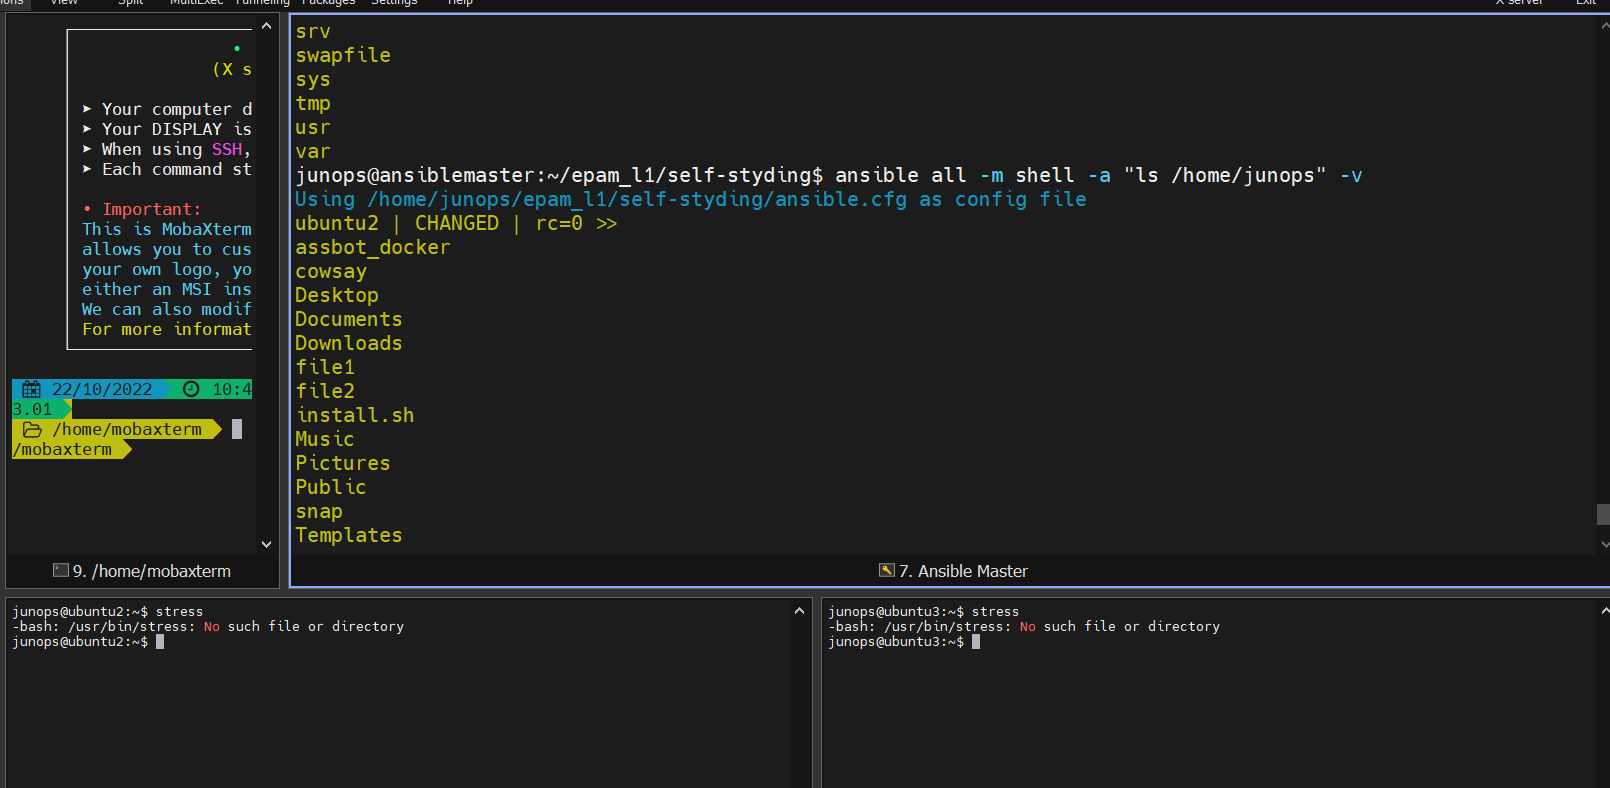 View
Split
MultiExec
Tunneling
Packages
Settings
Help
X server
Exit
(X s
➤ Your computer d
➤ Your DISPLAY is
➤ When using SSH,
➤ Each command st
• Important:
This is MobaXterm
allows you to cus
your own logo, yo
either an MSI ins
We can also modif
For more informat
22/10/2022 10:4
3.01
/home/mobaxterm
/mobaxterm
9. /home/mobaxterm
srv
swapfile
sys
tmp
usr
var
junops@ansiblemaster:~/epam_l1/self-styding$ ansible all -m shell -a "ls /home/junops" -v
Using /home/junops/epam_l1/self-styding/ansible.cfg as config file
ubuntu2 | CHANGED | rc=0 >>
assbot_docker
cowsay
Desktop
Documents
Downloads
file1
file2
install.sh
Music
Pictures
Public
snap
Templates
7. Ansible Master
junops@ubuntu2:~$ stress
-bash: /usr/bin/stress: No such file or directory
junops@ubuntu2:~$
junops@ubuntu3:~$ stress
-bash: /usr/bin/stress: No such file or directory
junops@ubuntu3:~$